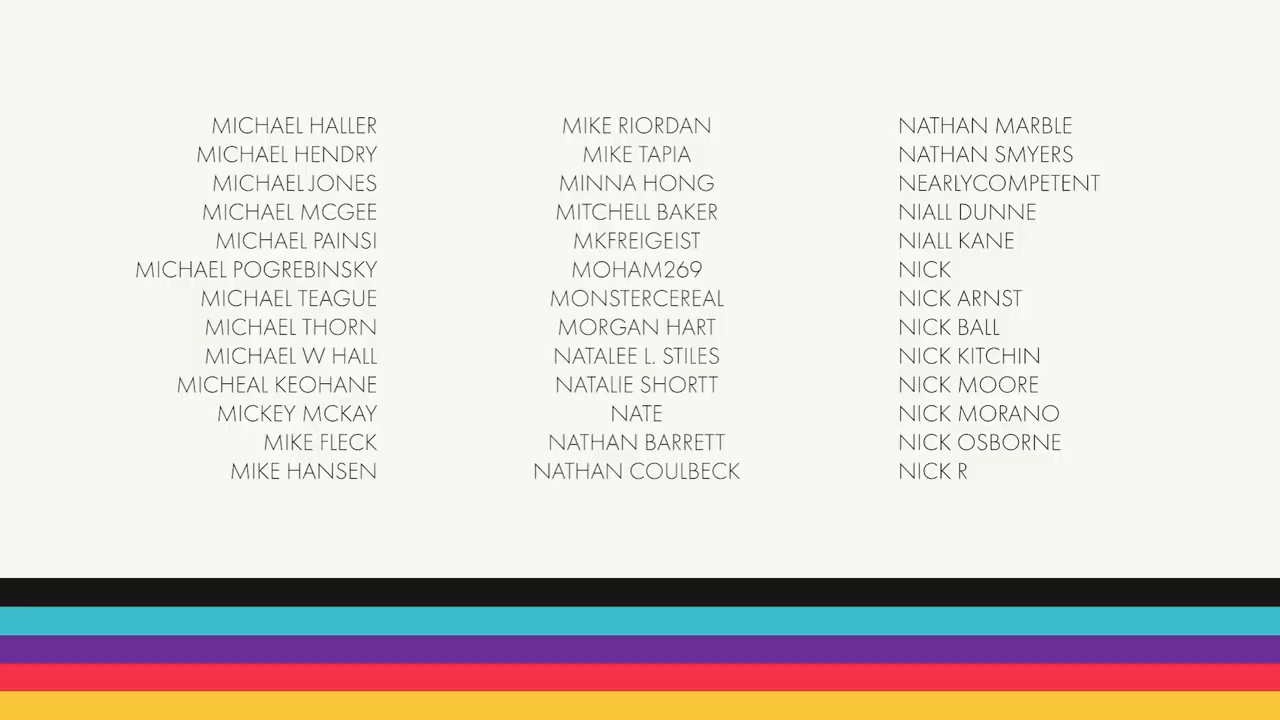 MICHAEL HALLER
MICHAEL HENDRY
MICHAEL JONES
MICHAEL MCGEE
MICHAEL PAINSI
MICHAEL POGREBINSKY
MICHAEL TEAGUE
MICHAEL THORN
MICHAEL W HALL
MICHEAL KEOHANE
MICKEY MCKAY
MIKE FLECK
MIKE HANSEN
MIKE RIORDAN
MIKE TAPIA
MINNA HONG
MITCHELL BAKER
MKFREIGEIST
MOHAM269
MONSTERCEREAL
MORGAN HART
NATALEE L. STILES
NATALIE SHORTT
NATE
NATHAN BARRETT
NATHAN COULBECK
NATHAN MARBLE
NATHAN SMYERS
NEARLYCOMPETENT
NIALL DUNNE
NIALL KANE
NICK
NICK ARNST
NICK BALL
NICK KITCHIN
NICK MOORE
NICK MORANO
NICK OSBORNE
NICK R